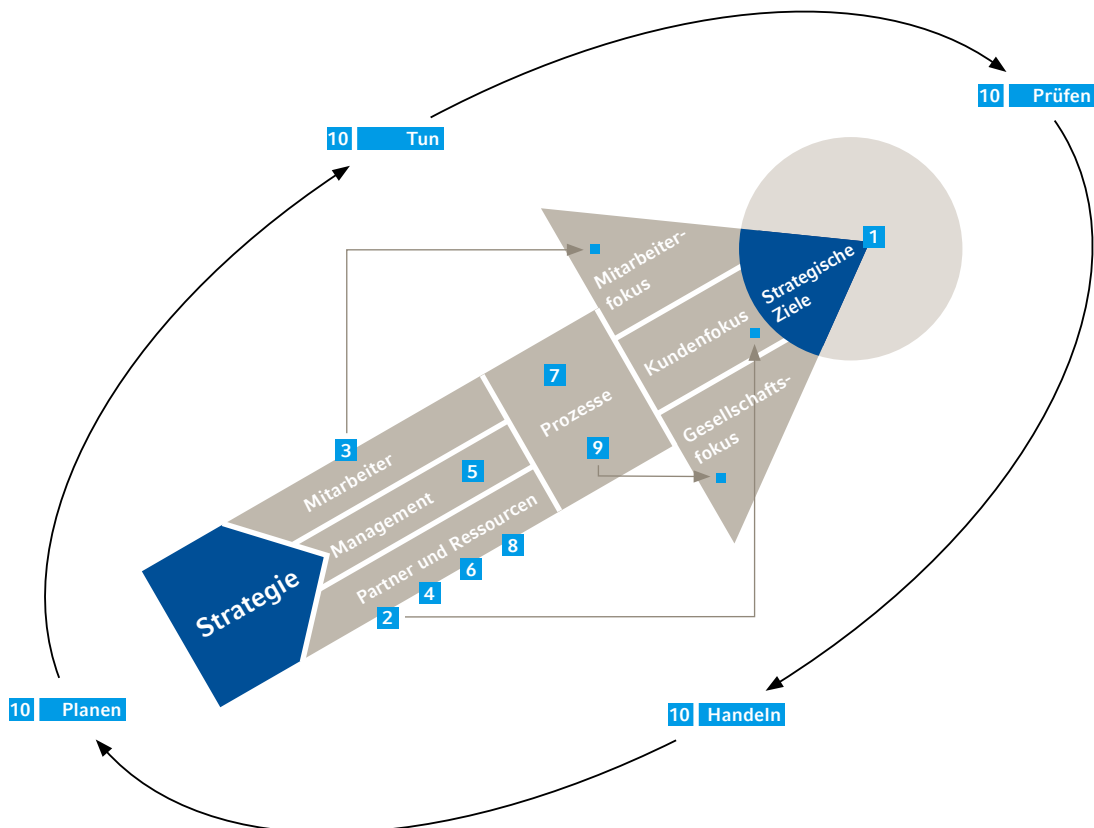 10 Prüfen
10 Tun
1
Mitarbeiter-
fokus
Strategische
Ziele
Kundenfokus
7
Prozesse
Gesellschafts-
fokus
9
3
Mitarbeiter
5
Management
Partner und Ressourcen
8
6
4
2
Strategie
10 Planen
10 Handeln